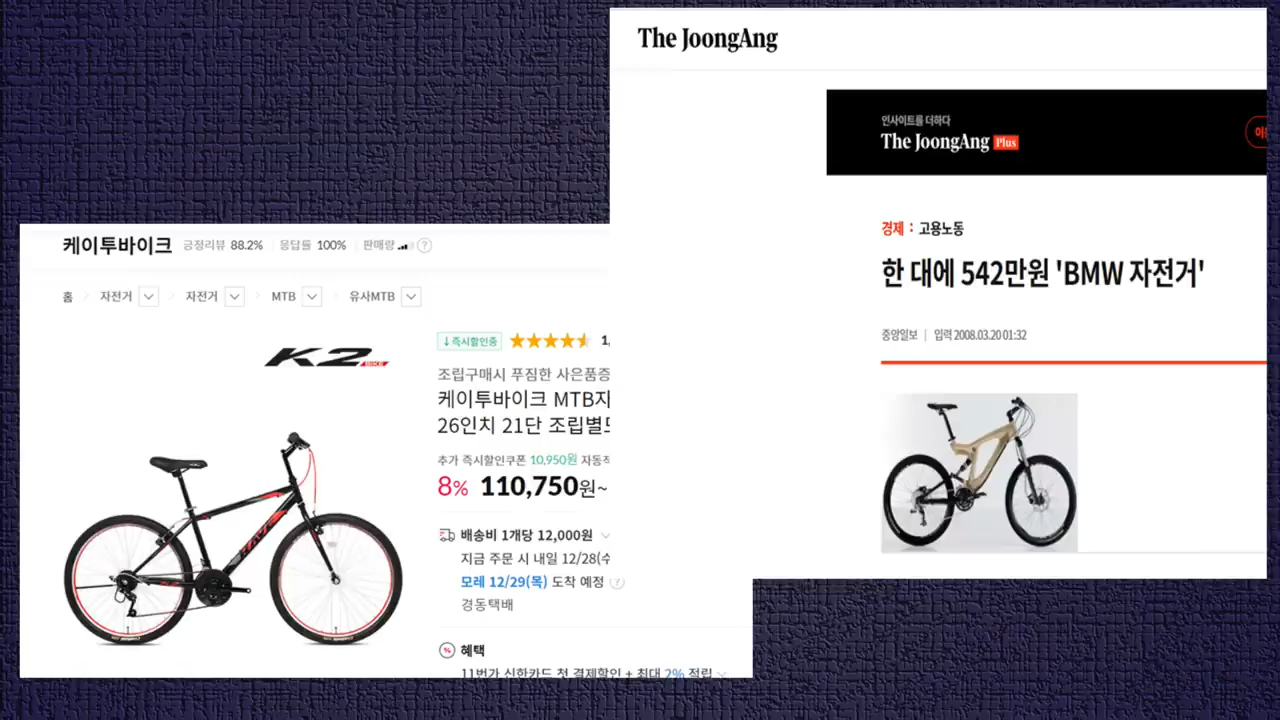 The JoongAng
인사이트를 더하다
The JoongAng Plus
경제 : 고용노동
한 대에 542만원 'BMW 자전거'
중앙일보 | 입력 2008.03.20 01:32
케이투바이크 긍정리뷰 88.2% 응답률 100% 판매량 ?
홈 자전거 자전거 MTB 유사MTB
K2 BIKE
↓즉시할인중 1,
조립구매시 푸짐한 사은품증
케이투바이크 MTB자
26인치 21단 조립별도
추가 즉시할인쿠폰 10,950원 자동적
8% 110,750원~
배송비 1개당 12,000원
지금 주문 시 내일 12/28(수
모레 12/29(목) 도착 예정 ?
경동택배
% 혜택
11번가 신한카드 첫 결제할인 + 최대 2% 적립